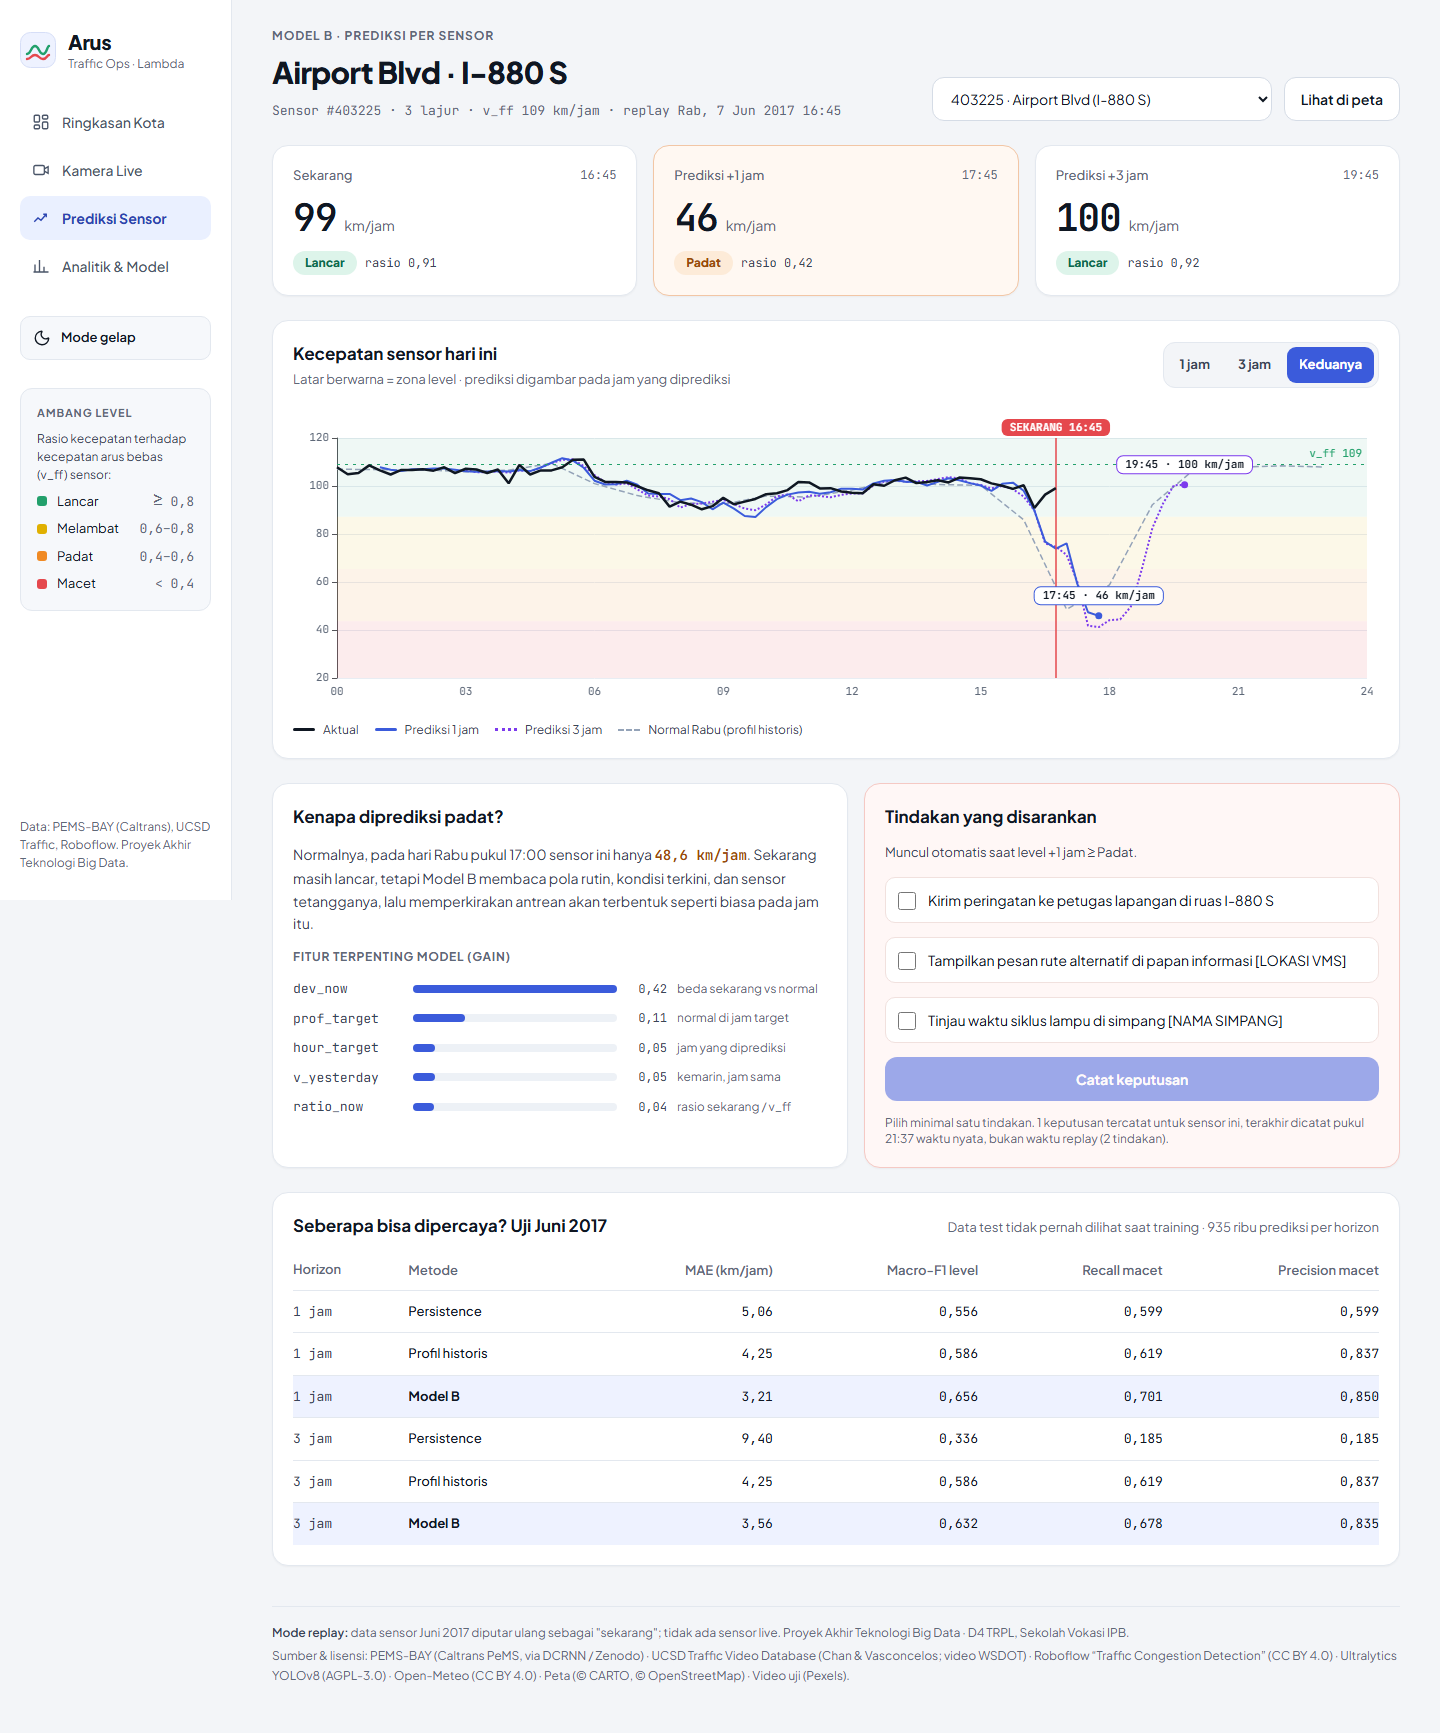 Arus
Traffic Ops · Lambda
Ringkasan Kota
Kamera Live
Prediksi Sensor
Analitik & Model
Mode gelap
AMBANG LEVEL
Rasio kecepatan terhadap
kecepatan arus bebas
(v_ff) sensor:
Lancar ≥ 0,8
Melambat 0,6–0,8
Padat 0,4–0,6
Macet < 0,4
Data: PEMS-BAY (Caltrans), UCSD
Traffic, Roboflow. Proyek Akhir
Teknologi Big Data.
MODEL B · PREDIKSI PER SENSOR
Airport Blvd · I-880 S
Sensor #403225 · 3 lajur · v_ff 109 km/jam · replay Rab, 7 Jun 2017 16:45
403225 · Airport Blvd (I-880 S)
Lihat di peta
Sekarang 16:45
99 km/jam
Lancar rasio 0,91
Prediksi +1 jam 17:45
46 km/jam
Padat rasio 0,42
Prediksi +3 jam 19:45
100 km/jam
Lancar rasio 0,92
Kecepatan sensor hari ini
Latar berwarna = zona level · prediksi digambar pada jam yang diprediksi
1 jam 3 jam Keduanya
SEKARANG 16:45
120
v_ff 109
19:45 · 100 km/jam
100
80
60
17:45 · 46 km/jam
40
20
00 03 06 09 12 15 18 21 24
Aktual Prediksi 1 jam Prediksi 3 jam Normal Rabu (profil historis)
Kenapa diprediksi padat?
Normalnya, pada hari Rabu pukul 17:00 sensor ini hanya 48,6 km/jam. Sekarang
masih lancar, tetapi Model B membaca pola rutin, kondisi terkini, dan sensor
tetangganya, lalu memperkirakan antrean akan terbentuk seperti biasa pada jam
itu.
FITUR TERPENTING MODEL (GAIN)
dev_now 0,42 beda sekarang vs normal
prof_target 0,11 normal di jam target
hour_target 0,05 jam yang diprediksi
v_yesterday 0,05 kemarin, jam sama
ratio_now 0,04 rasio sekarang / v_ff
Tindakan yang disarankan
Muncul otomatis saat level +1 jam ≥ Padat.
Kirim peringatan ke petugas lapangan di ruas I-880 S
Tampilkan pesan rute alternatif di papan informasi [LOKASI VMS]
Tinjau waktu siklus lampu di simpang [NAMA SIMPANG]
Catat keputusan
Pilih minimal satu tindakan. 1 keputusan tercatat untuk sensor ini, terakhir dicatat pukul
21:37 waktu nyata, bukan waktu replay (2 tindakan).
Seberapa bisa dipercaya? Uji Juni 2017
Data test tidak pernah dilihat saat training · 935 ribu prediksi per horizon
Horizon Metode MAE (km/jam) Macro-F1 level Recall macet Precision macet
1 jam Persistence 5,06 0,556 0,599 0,599
1 jam Profil historis 4,25 0,586 0,619 0,837
1 jam Model B 3,21 0,656 0,701 0,850
3 jam Persistence 9,40 0,336 0,185 0,185
3 jam Profil historis 4,25 0,586 0,619 0,837
3 jam Model B 3,56 0,632 0,678 0,835
Mode replay: data sensor Juni 2017 diputar ulang sebagai "sekarang"; tidak ada sensor live. Proyek Akhir Teknologi Big Data · D4 TRPL, Sekolah Vokasi IPB.
Sumber & lisensi: PEMS-BAY (Caltrans PeMS, via DCRNN / Zenodo) · UCSD Traffic Video Database (Chan & Vasconcelos; video WSDOT) · Roboflow "Traffic Congestion Detection" (CC BY 4.0) · Ultralytics
YOLOv8 (AGPL-3.0) · Open-Meteo (CC BY 4.0) · Peta (© CARTO, © OpenStreetMap) · Video uji (Pexels).